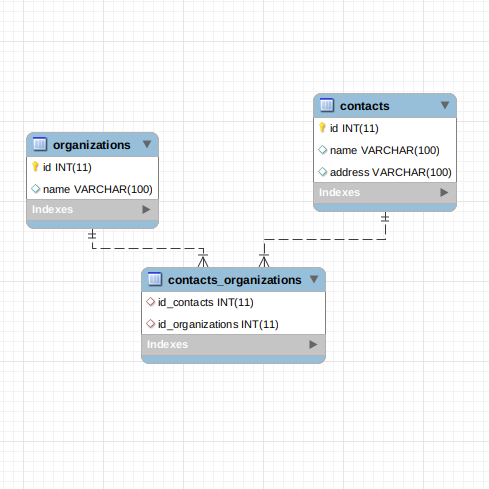 organizations
id INT(11)
name VARCHAR(100)
Indexes
contacts
id INT(11)
name VARCHAR(100)
address VARCHAR(100)
Indexes
contacts_organizations
id_contacts INT(11)
id_organizations INT(11)
Indexes